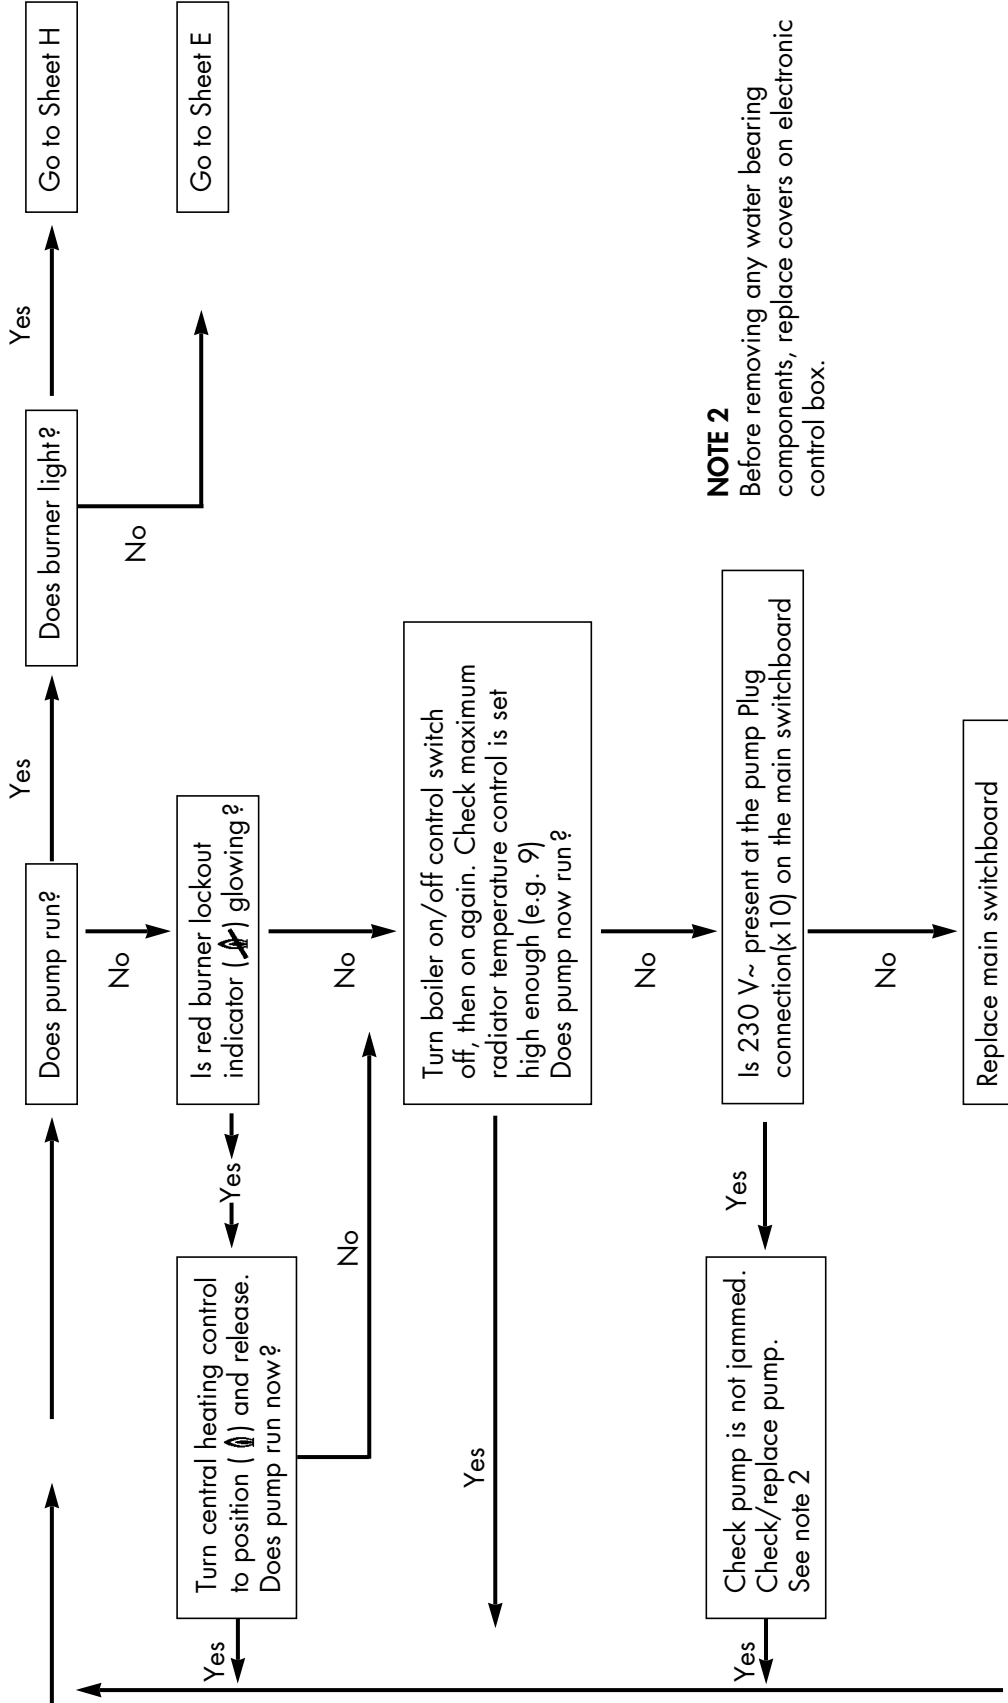 Does pump run?
Yes
Does burner light?
Yes
Go to Sheet H
No
Go to Sheet E
No
Is red burner lockout
indicator ( ) glowing?
Yes
Turn central heating control
to position ( ) and release.
Does pump run now?
Yes
No
No
Turn boiler on/off control switch
off, then on again. Check maximum
radiator temperature control is set
high enough (e.g. 9)
Does pump now run?
Yes
No
Is 230 V~ present at the pump Plug
connection(x10) on the main switchboard
Yes
Check pump is not jammed.
Check/replace pump.
See note 2
Yes
No
Replace main switchboard
NOTE 2
Before removing any water bearing
components, replace covers on electronic
control box.